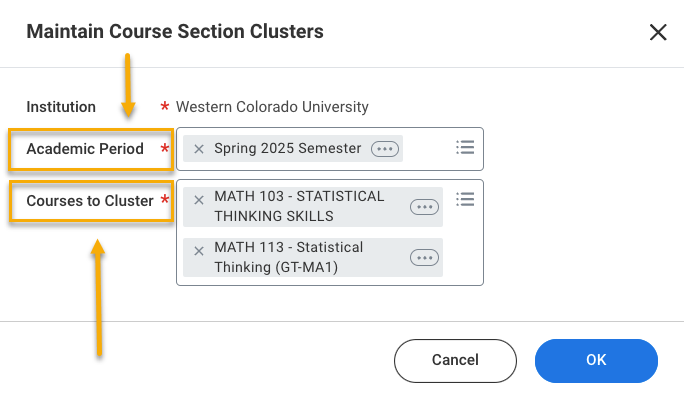 Maintain Course Section Clusters
Institution * Western Colorado University
Academic Period * Spring 2025 Semester
Courses to Cluster * MATH 103 - STATISTICAL
THINKING SKILLS
MATH 113 - Statistical
Thinking (GT-MA1)
Cancel
OK